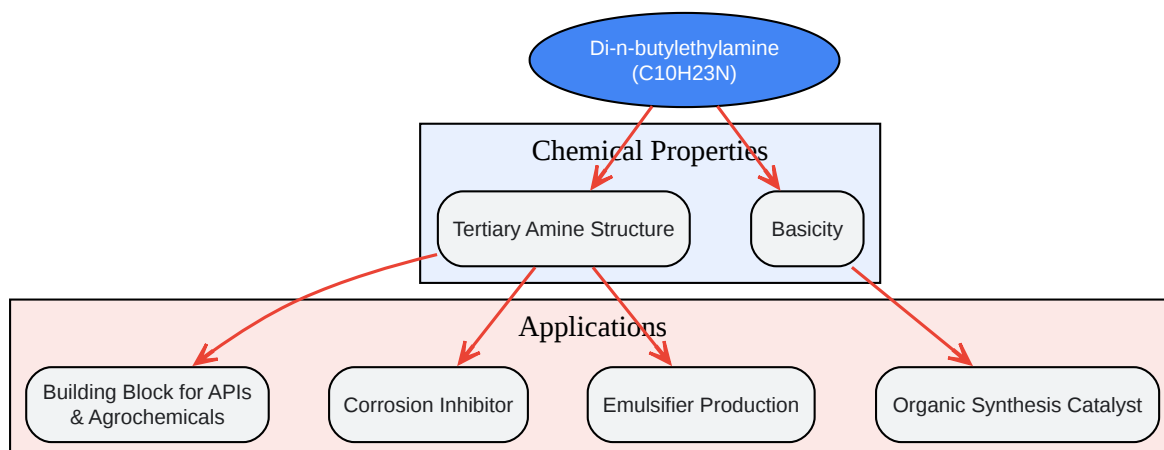 Di-n-butylethylamine
(C10H23N)
Chemical Properties
Tertiary Amine Structure
Basicity
Applications
Building Block for APIs
& Agrochemicals
Corrosion Inhibitor
Emulsifier Production
Organic Synthesis Catalyst